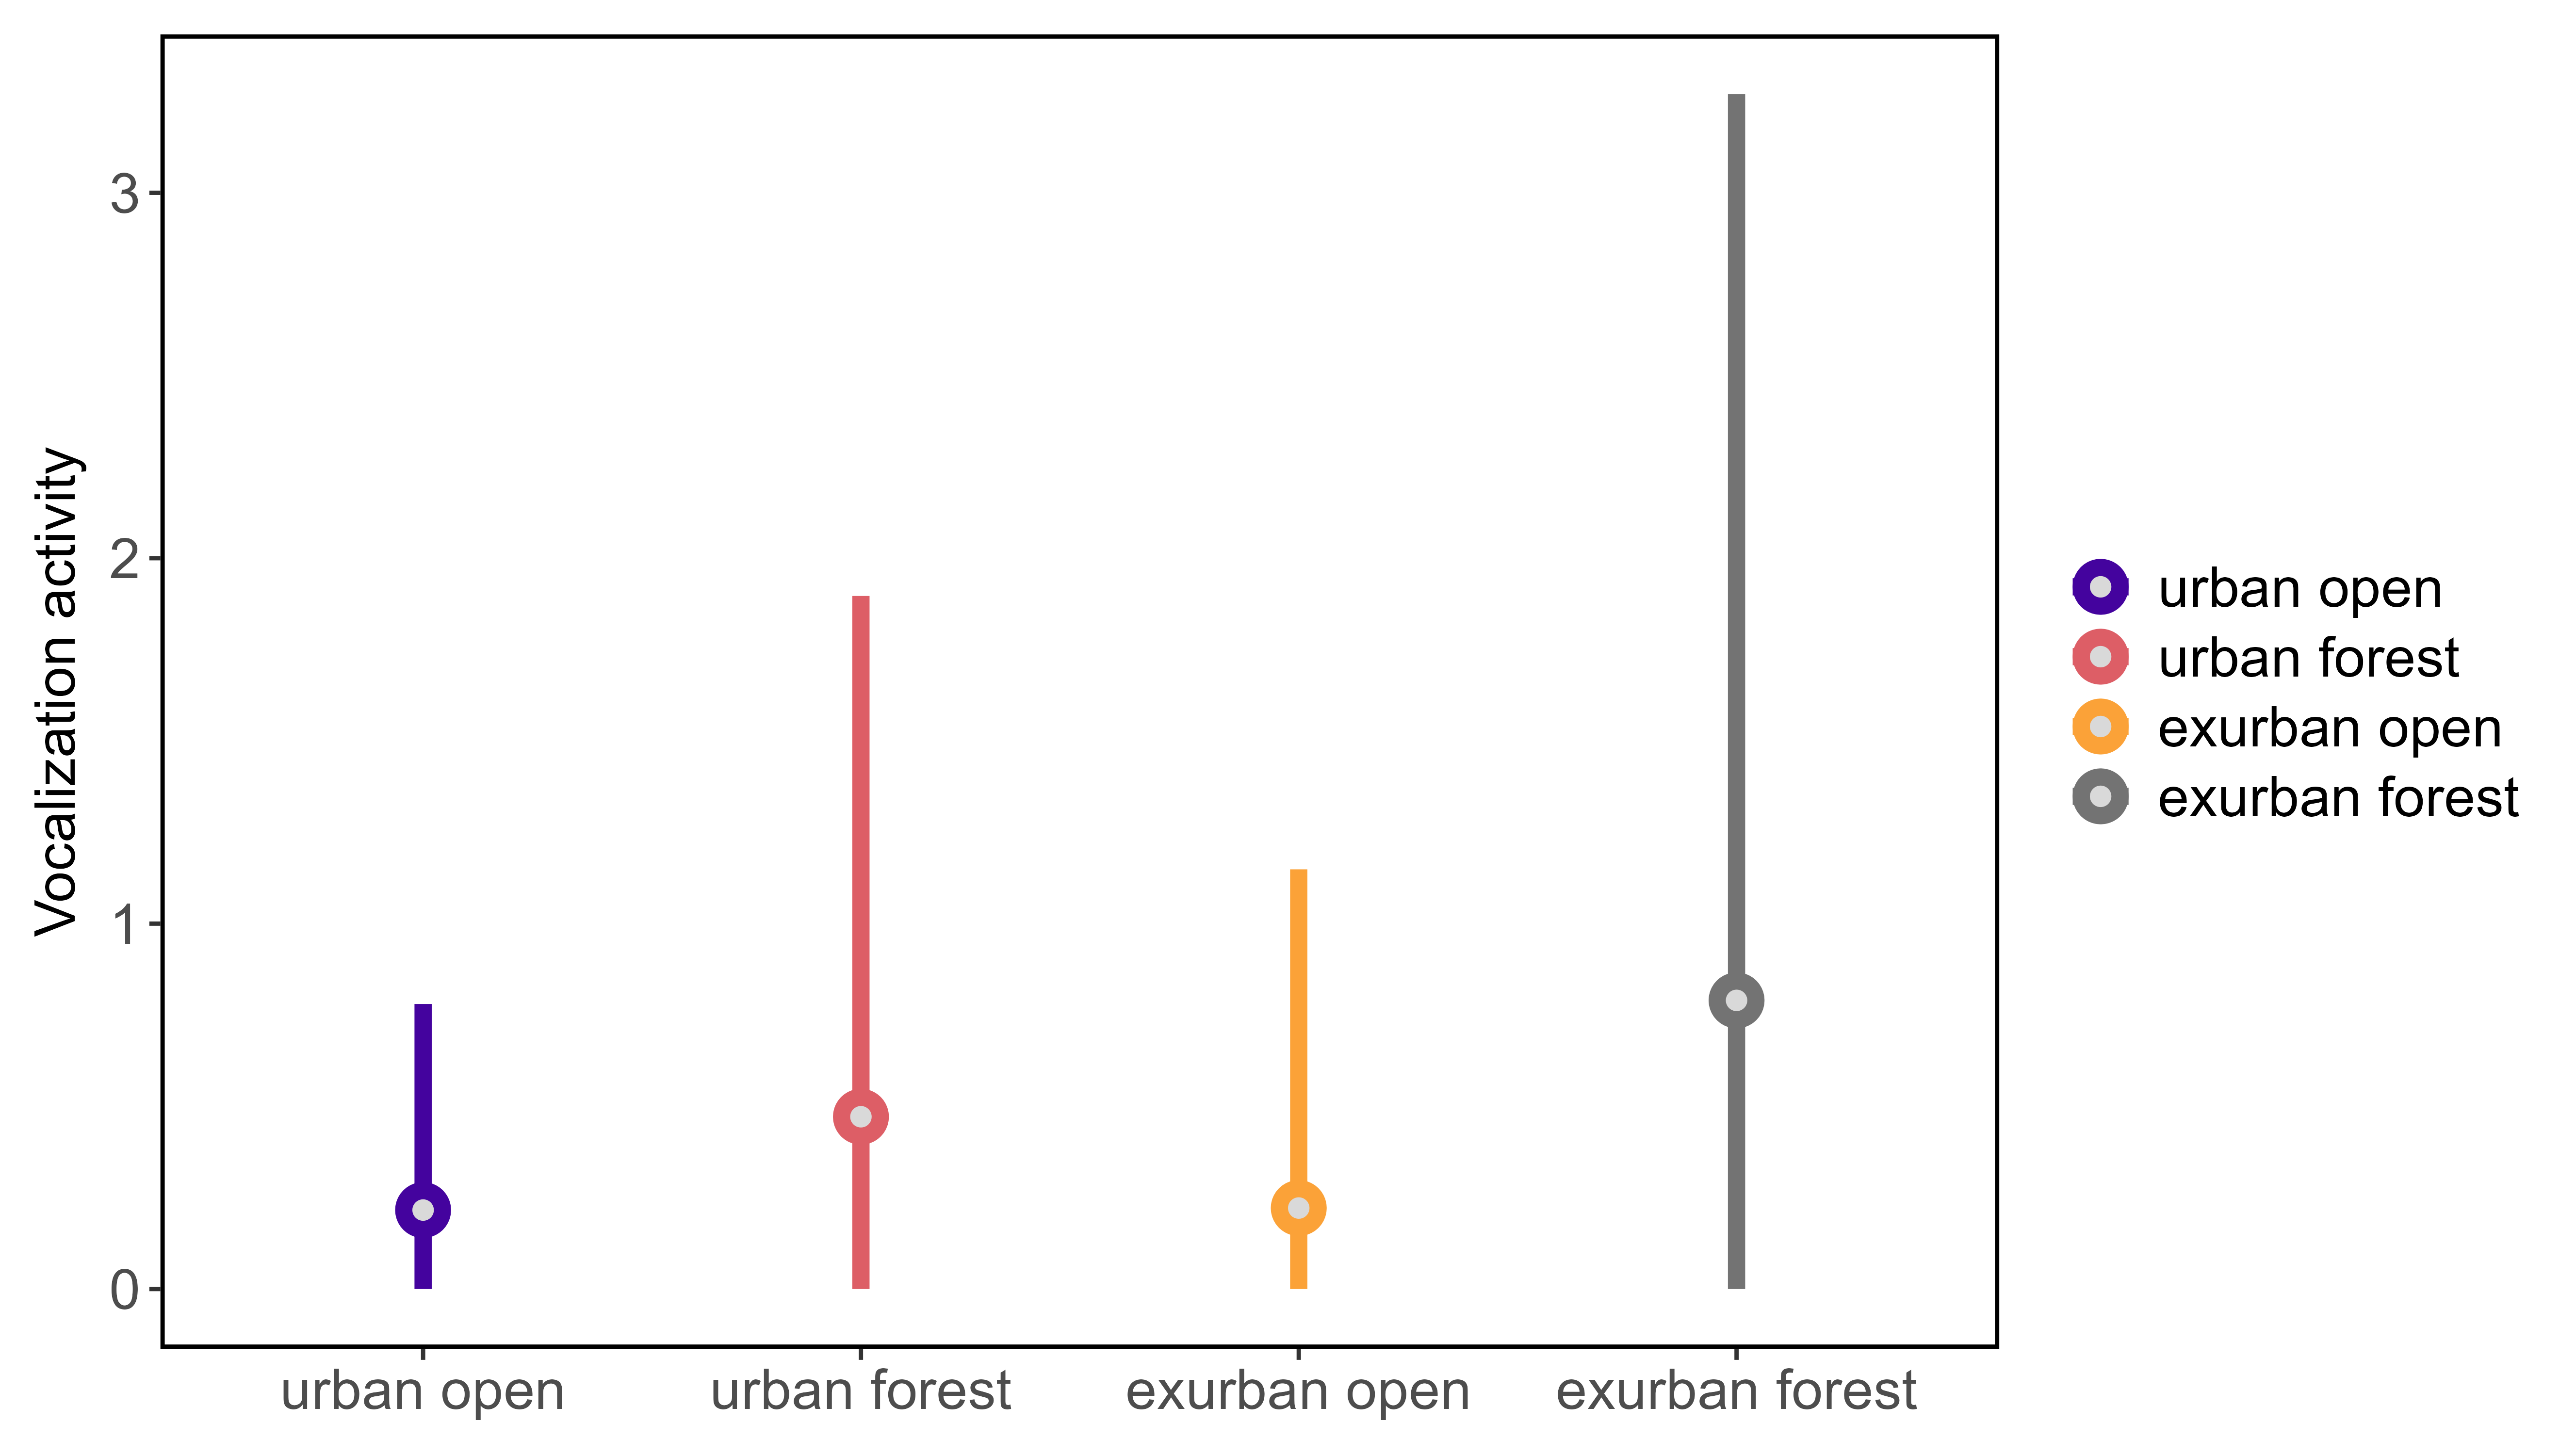 Vocalization activity
3
2
1
0
urban open
urban forest
exurban open
exurban forest
urban open
urban forest
exurban open
exurban forest